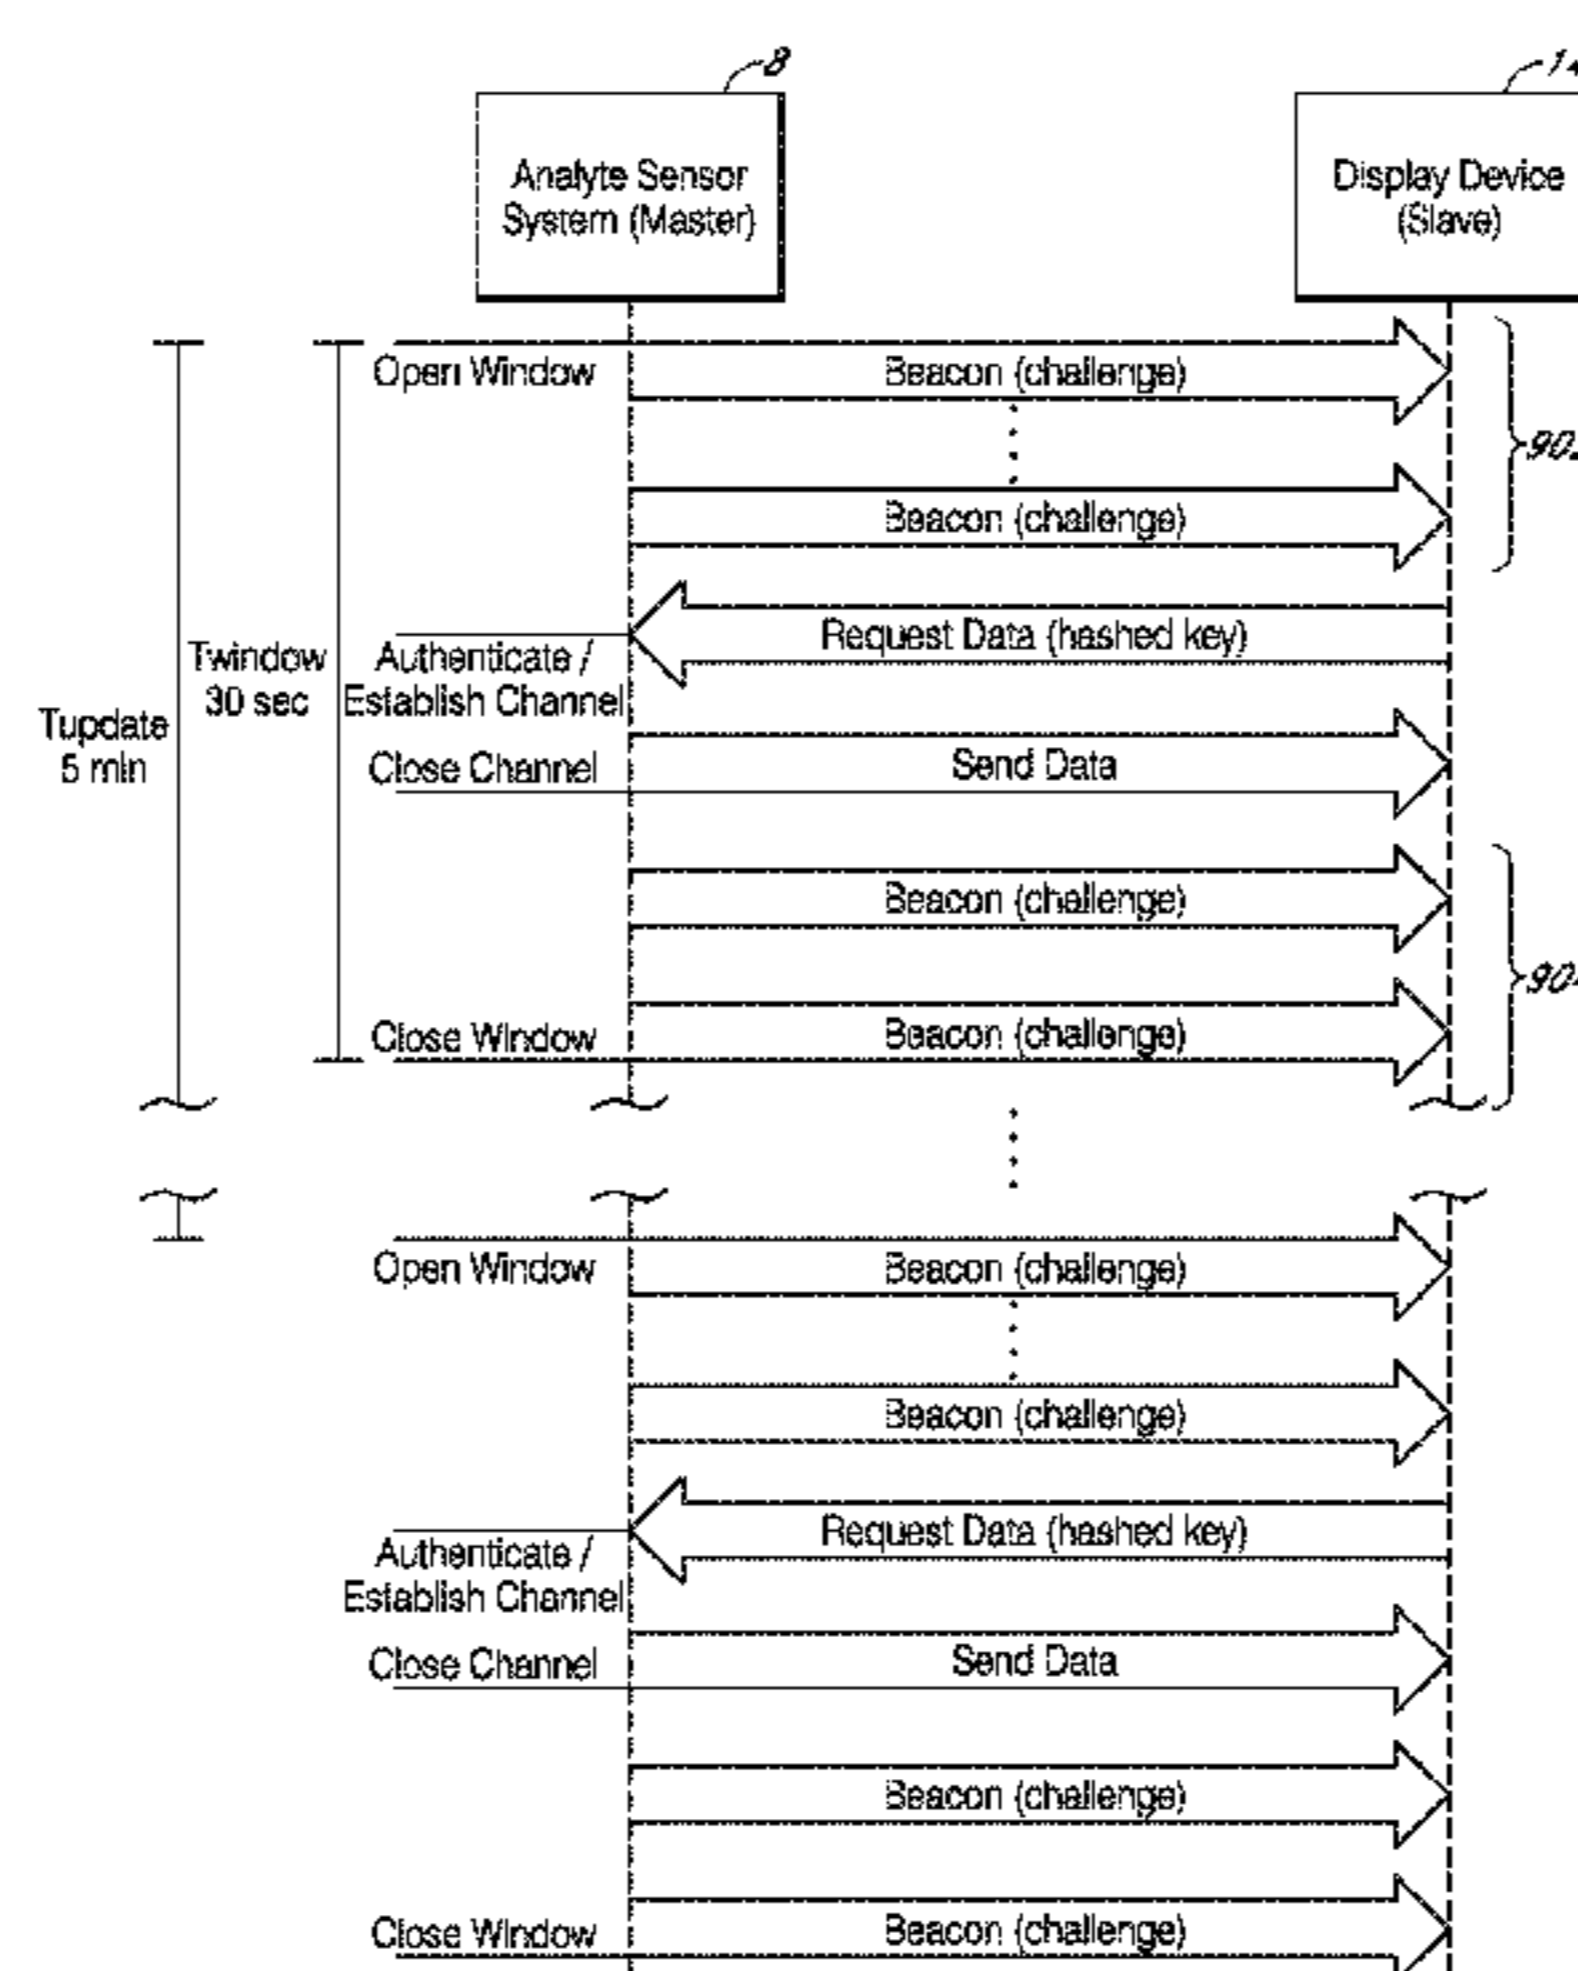 8
Analyte Sensor
System (Master)
Display Device
(Slave)
Open Window
Beacon (challenge)
Beacon (challenge)
Request Data (hashed key)
Authenticate /
Establish Channel
Twindow
30 sec
Tupdate
5 min
Close Channel
Send Data
Beacon (challenge)
Close Window
Beacon (challenge)
Open Window
Beacon (challenge)
Beacon (challenge)
Request Data (hashed key)
Authenticate /
Establish Channel
Close Channel
Send Data
Beacon (challenge)
Close Window
Beacon (challenge)